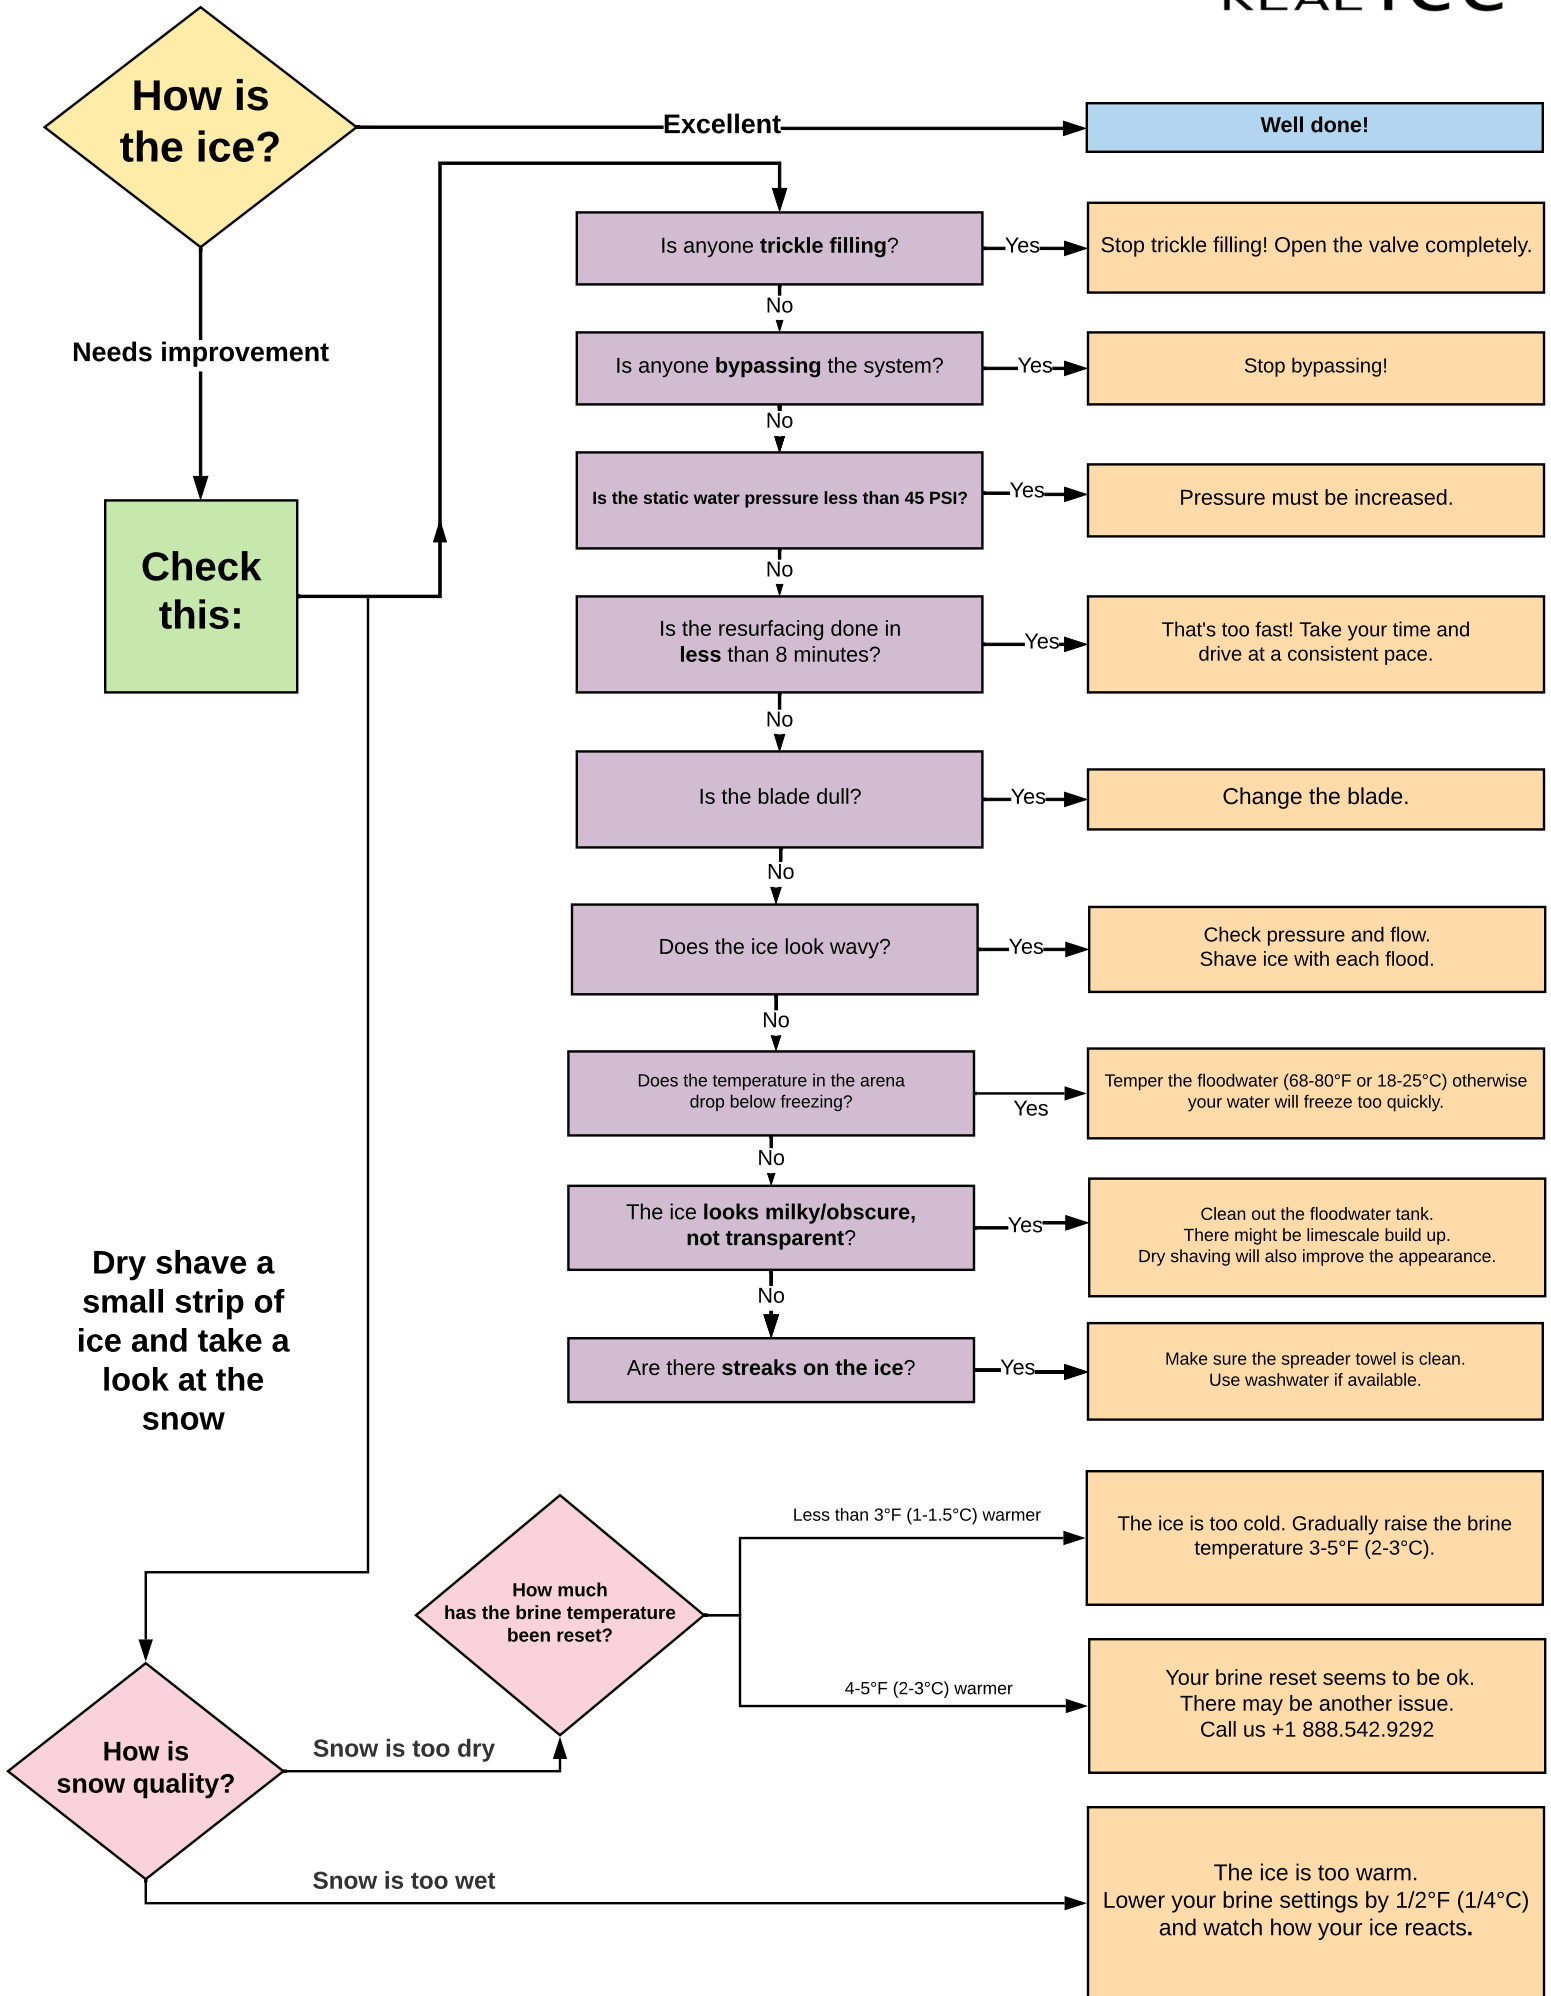 How is
the ice?
Excellent
Well done!
Is anyone trickle filling?
Yes
Stop trickle filling! Open the valve completely.
No
Needs improvement
Is anyone bypassing the system?
Yes
Stop bypassing!
No
Is the static water pressure less than 45 PSI?
Yes
Pressure must be increased.
No
Check
this:
Is the resurfacing done in
less than 8 minutes?
Yes
That's too fast! Take your time and
drive at a consistent pace.
No
Is the blade dull?
Yes
Change the blade.
No
Does the ice look wavy?
Yes
Check pressure and flow.
Shave ice with each flood.
No
Does the temperature in the arena
drop below freezing?
Yes
Temper the floodwater (68-80°F or 18-25°C) otherwise
your water will freeze too quickly.
No
The ice looks milky/obscure,
not transparent?
Yes
Clean out the floodwater tank.
There might be limescale build up.
Dry shaving will also improve the appearance.
No
Are there streaks on the ice?
Yes
Make sure the spreader towel is clean.
Use washwater if available.
Dry shave a
small strip of
ice and take a
look at the
snow
How much
has the brine temperature
been reset?
Less than 3°F (1-1.5°C) warmer
The ice is too cold. Gradually raise the brine
temperature 3-5°F (2-3°C).
4-5°F (2-3°C) warmer
Your brine reset seems to be ok.
There may be another issue.
Call us +1 888.542.9292
How is
snow quality?
Snow is too dry
Snow is too wet
The ice is too warm.
Lower your brine settings by 1/2°F (1/4°C)
and watch how your ice reacts.